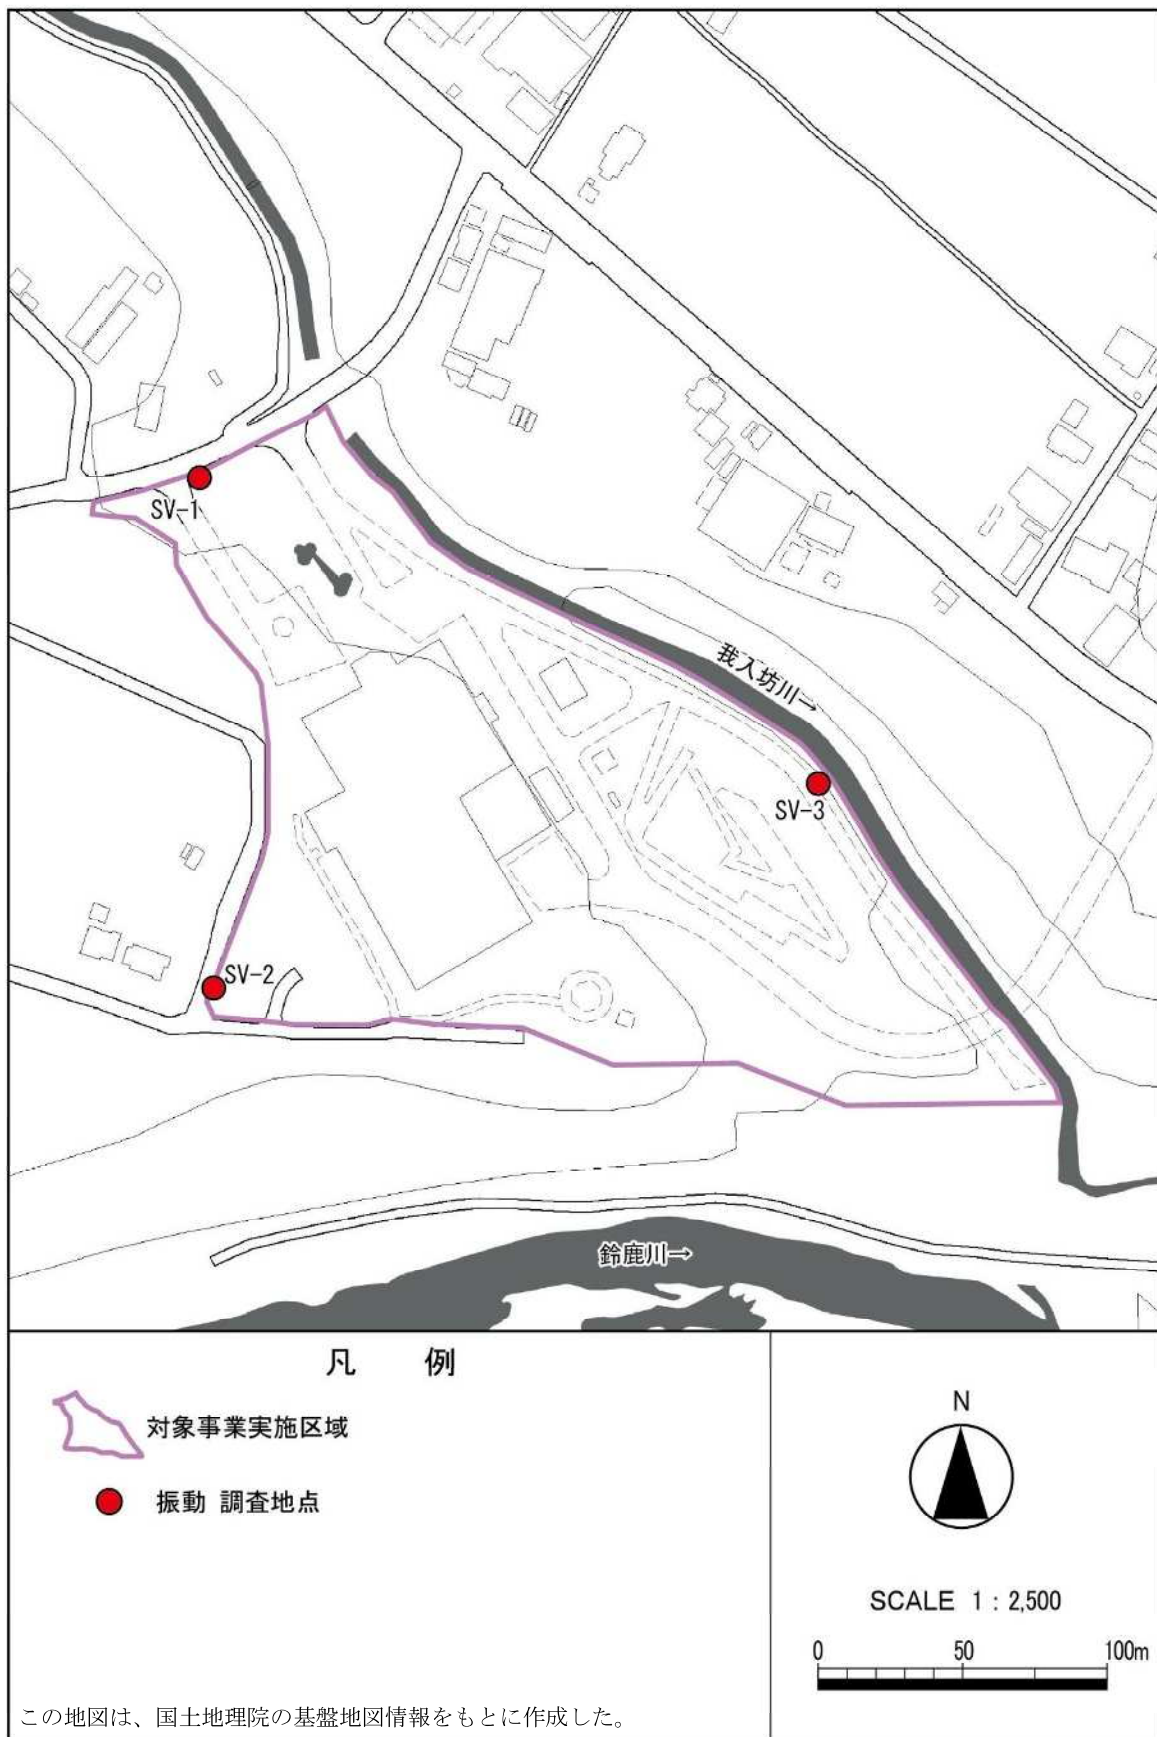 SV-1
我入坊川→
SV-3
SV-2
鈴鹿川→
凡　例
対象事業実施区域
振動 調査地点
N
SCALE 1 : 2,500
0 50 100m
この地図は、国土地理院の基盤地図情報をもとに作成した。